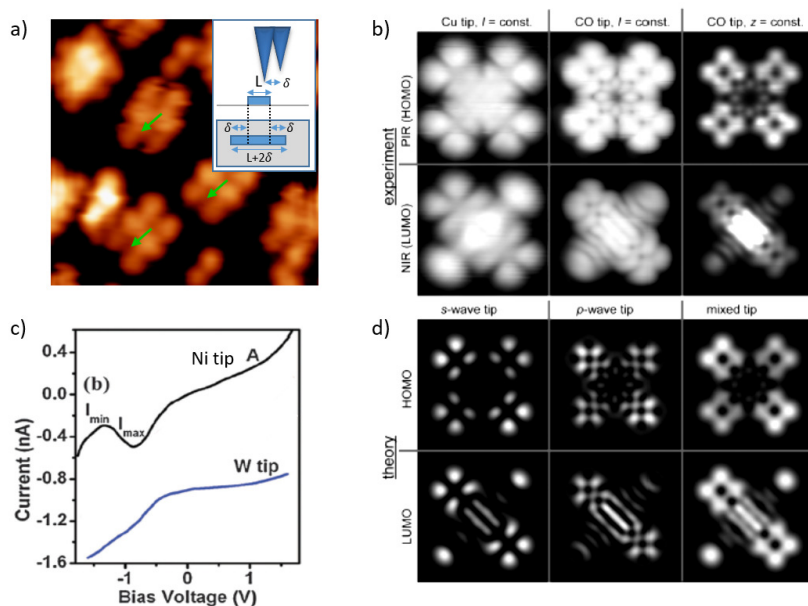 a)
L
δ
δ
δ
L+2δ
b)
Cu tip, I = const.
CO tip, I = const.
CO tip, z = const.
experiment
PIR (HOMO)
NIR (LUMO)
c)
(b)
Ni tip
A
I min
I max
W tip
Current (nA)
0.4
0.0
-0.4
-0.8
-1.2
-1.6
-1
0
1
Bias Voltage (V)
d)
s-wave tip
p-wave tip
mixed tip
theory
HOMO
LUMO